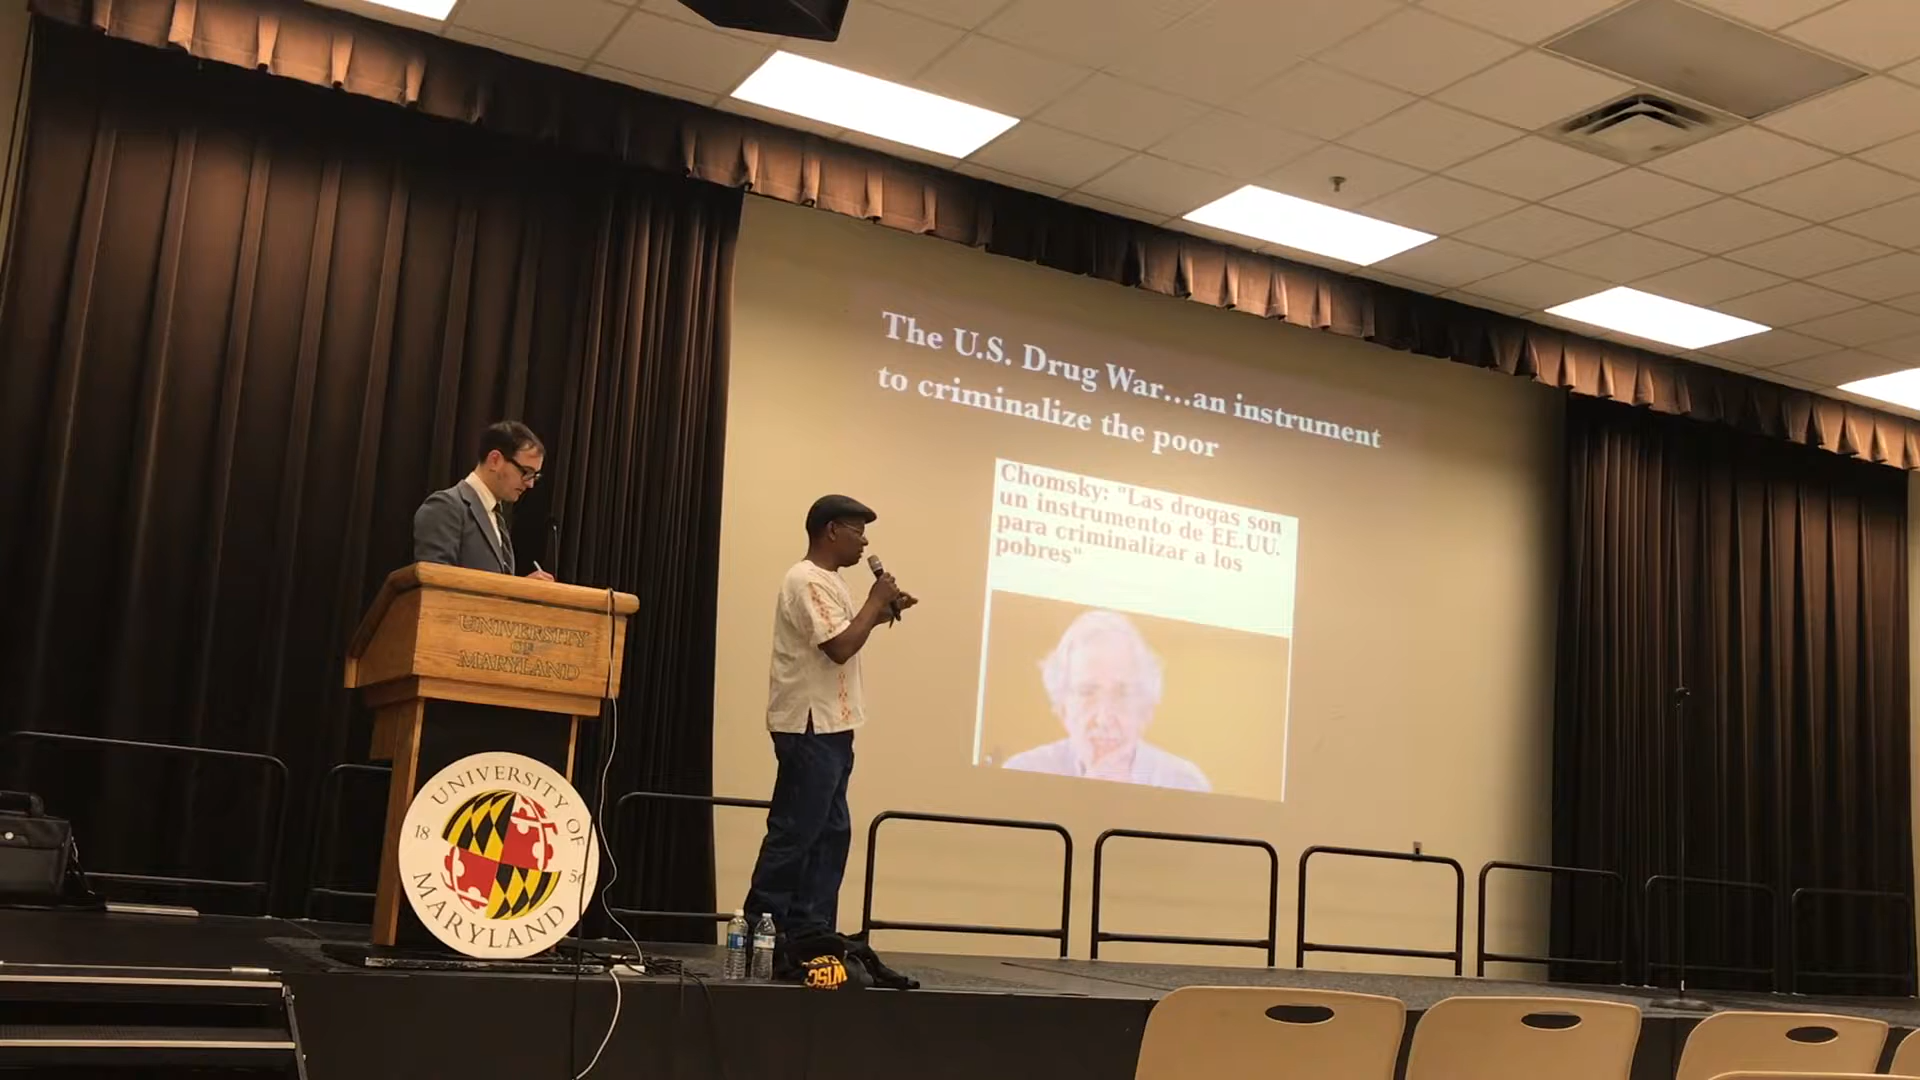 The U.S. Drug War...an instrument
to criminalize the poor
Chomsky: "Las drogas son
un instrumento de EE.UU.
para criminalizar a los
pobres"
UNIVERSITY
OF
MARYLAND
UNIVERSITY OF
18 56
MARYLAND